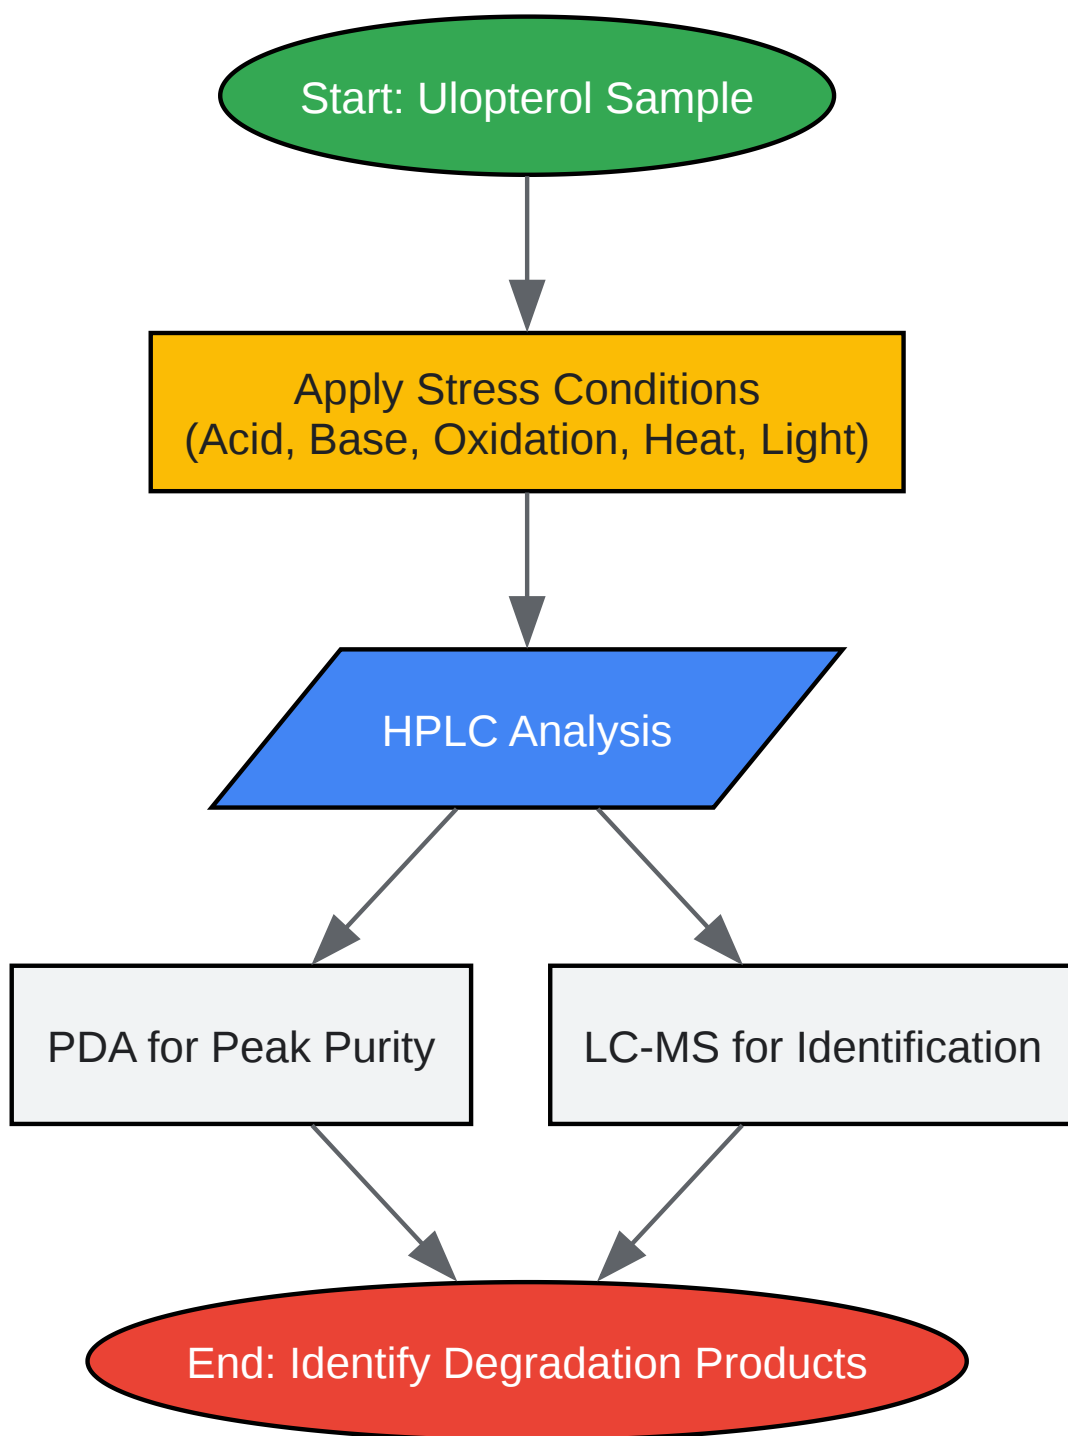 Start: Ulopterol Sample
Apply Stress Conditions
(Acid, Base, Oxidation, Heat, Light)
HPLC Analysis
PDA for Peak Purity
LC-MS for Identification
End: Identify Degradation Products